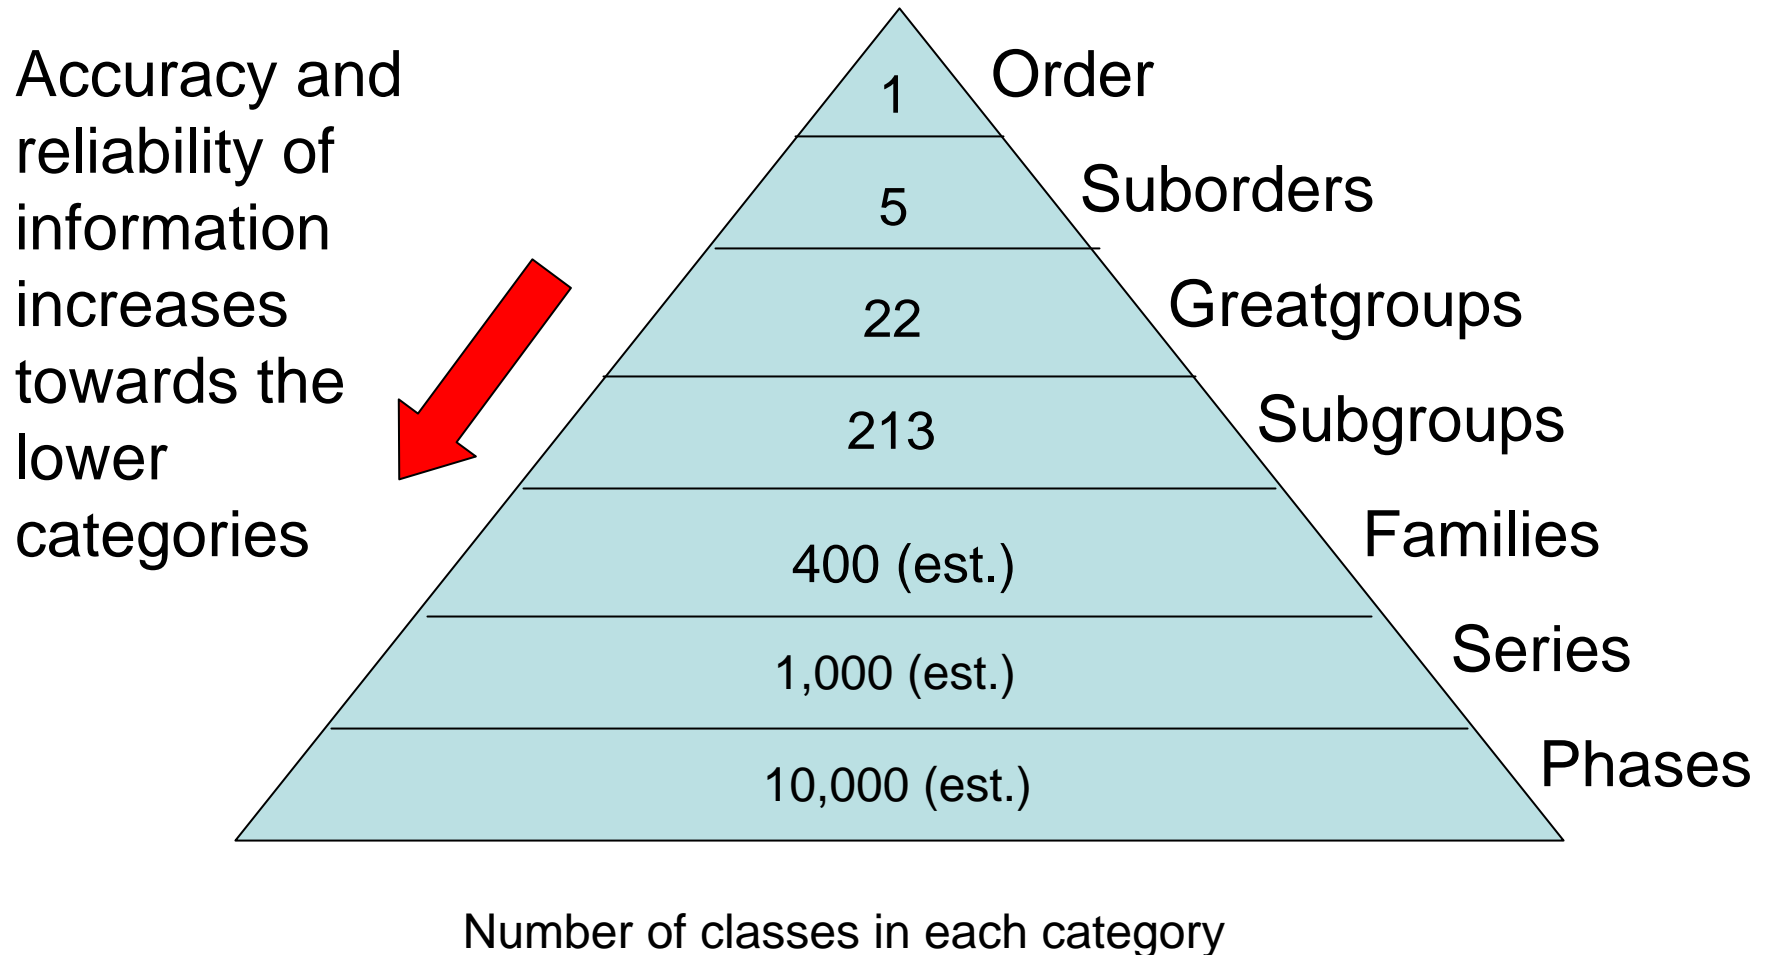 Accuracy and
reliability of
information
increases
towards the
lower
categories
1
Order
5
Suborders
22
Greatgroups
213
Subgroups
400 (est.)
Families
1,000 (est.)
Series
10,000 (est.)
Phases
Number of classes in each category